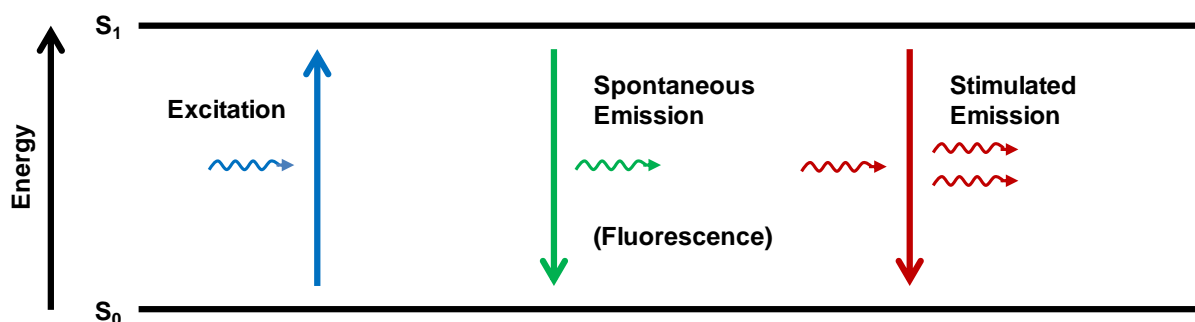 S₁
Excitation
Spontaneous
Emission
Stimulated
Emission
Energy
(Fluorescence)
S₀